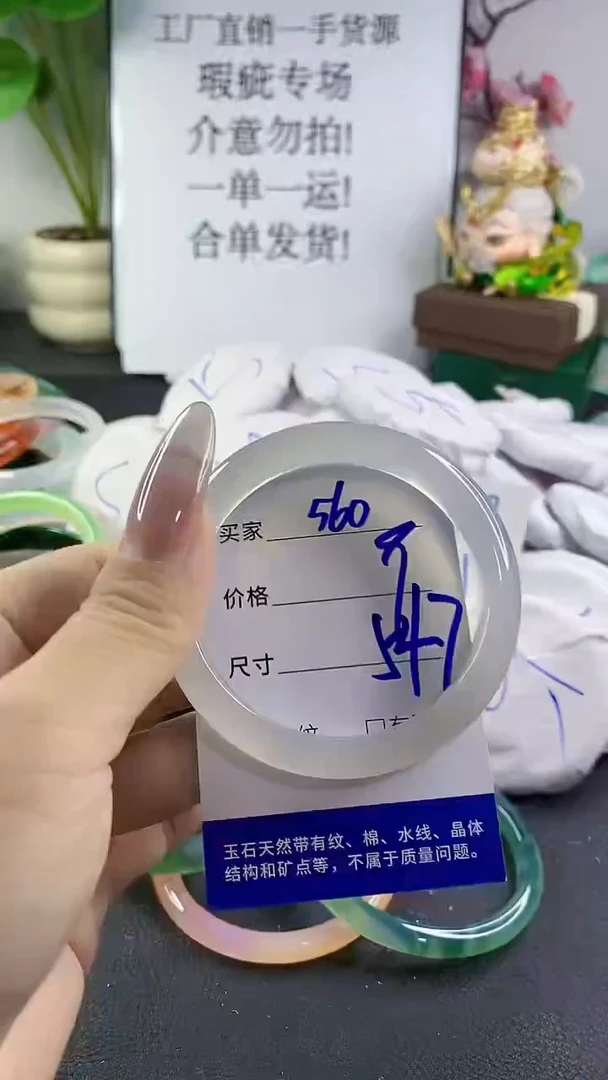 工厂直销一手货源
瑕疵专场
介意勿拍!
一单一运!
合单发货!
买家 560
价格
尺寸 547
纹
玉石天然带有纹、棉、水线、晶体
结构和矿点等，不属于质量问题。